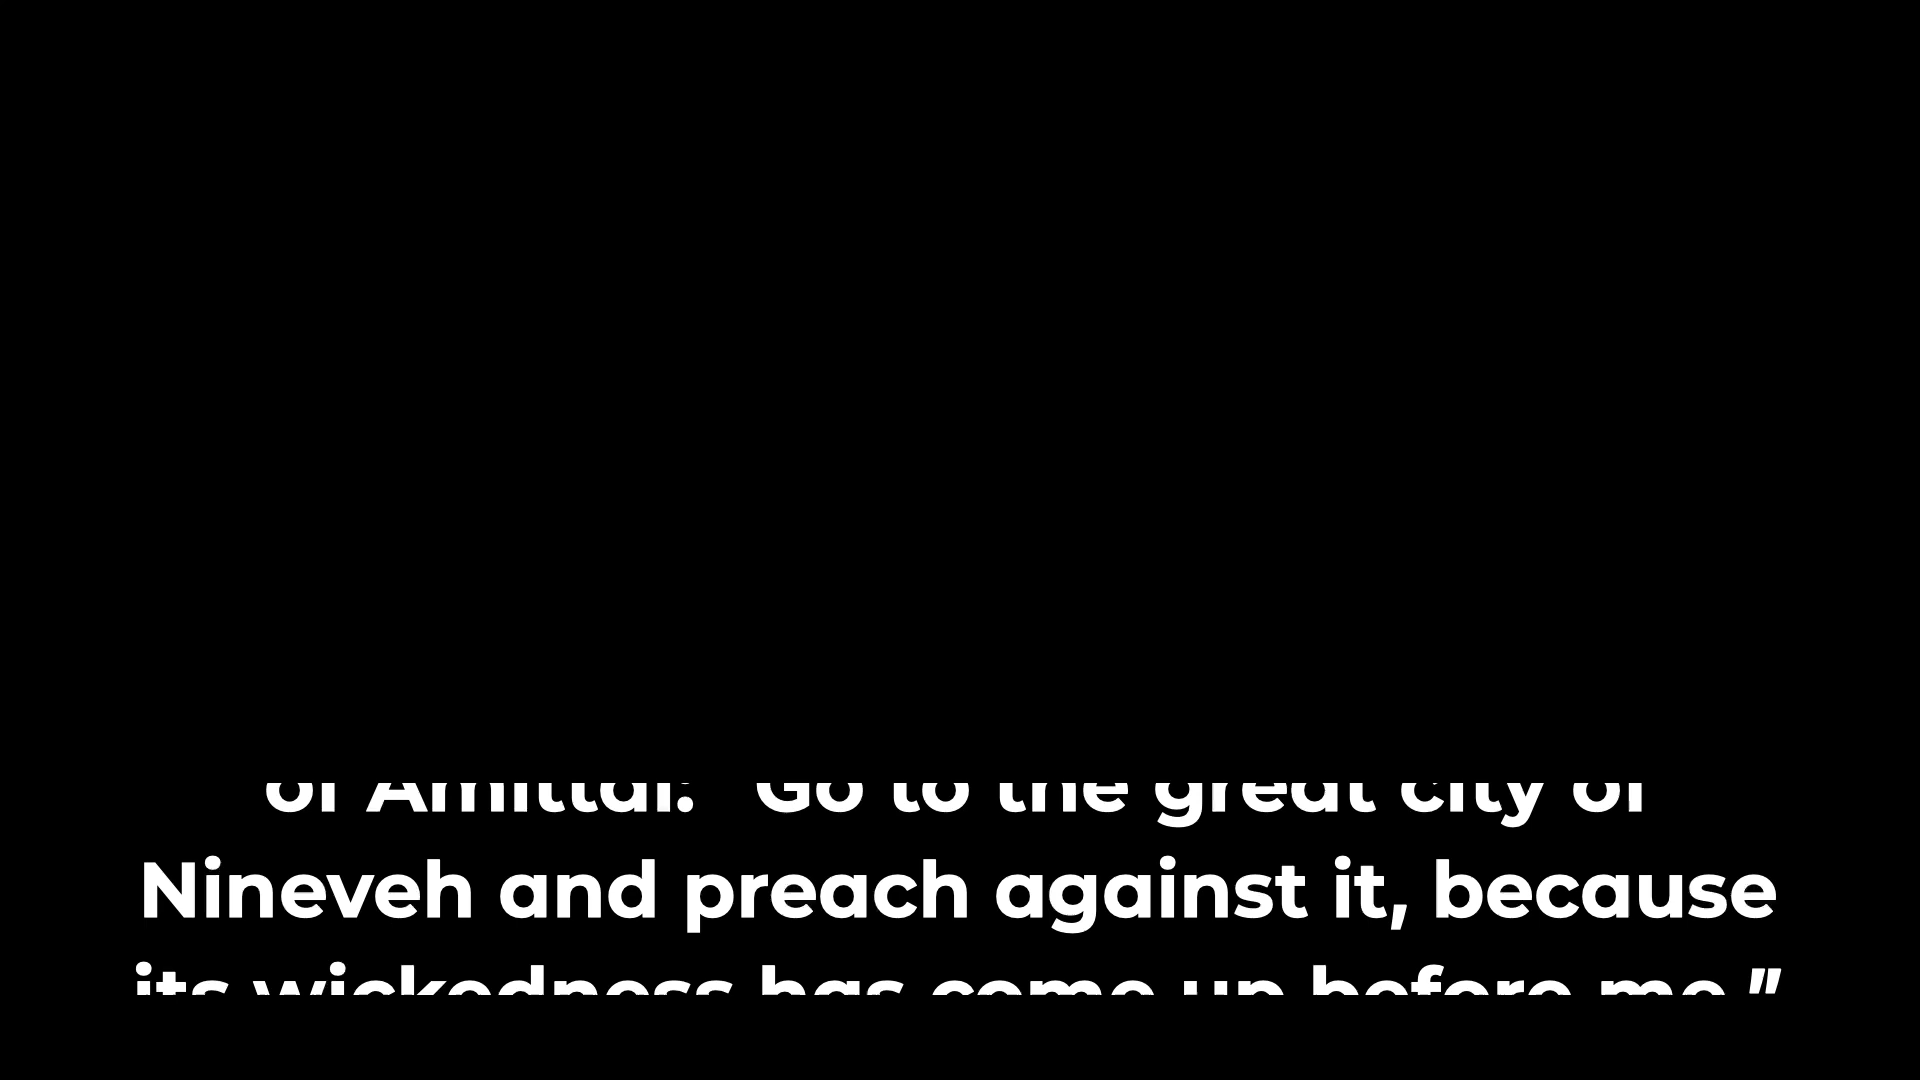 of Amittai: "Go to the great city of
Nineveh and preach against it, because
its wickedness has come up before me."